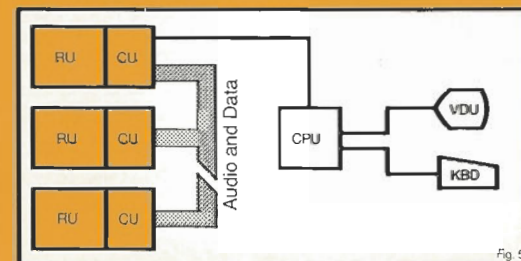 RU CU
RU CU
RU CU
Audio and Data
CPU
VDU
KBD
Fig. 5